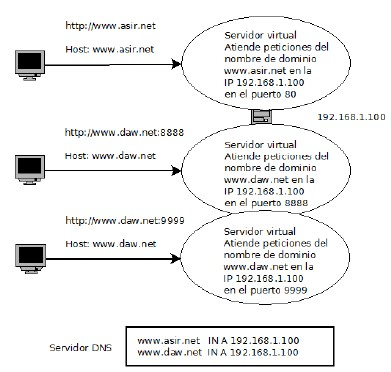 http://www.asir.net
Host: www.asir.net
Servidor virtual
Atiende peticiones del
nombre de dominio
www.asir.net en la
IP 192.168.1.100
en el puerto 80
192.168.1.100
http://www.daw.net:8888
Host: www.daw.net
Servidor virtual
Atiende peticiones del
nombre de dominio
www.daw.net en la
IP 192.168.1.100
en el puerto 8888
http://www.daw.net:9999
Host: www.daw.net
Servidor virtual
Atiende peticiones del
nombre de dominio
www.daw.net en la
IP 192.168.1.100
en el puerto 9999
Servidor DNS
www.asir.net IN A 192.168.1.100
www.daw.net IN A 192.168.1.100